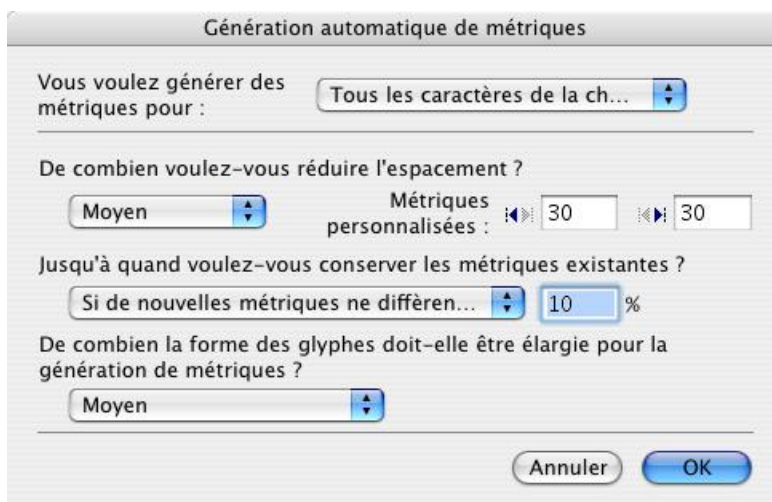 Génération automatique de métriques
Vous voulez générer des
métriques pour :
Tous les caractères de la ch...
De combien voulez-vous réduire l'espacement ?
Moyen
Métriques
personnalisées :
30
30
Jusqu'à quand voulez-vous conserver les métriques existantes ?
Si de nouvelles métriques ne diffèren...
10
%
De combien la forme des glyphes doit-elle être élargie pour la
génération de métriques ?
Moyen
Annuler
OK